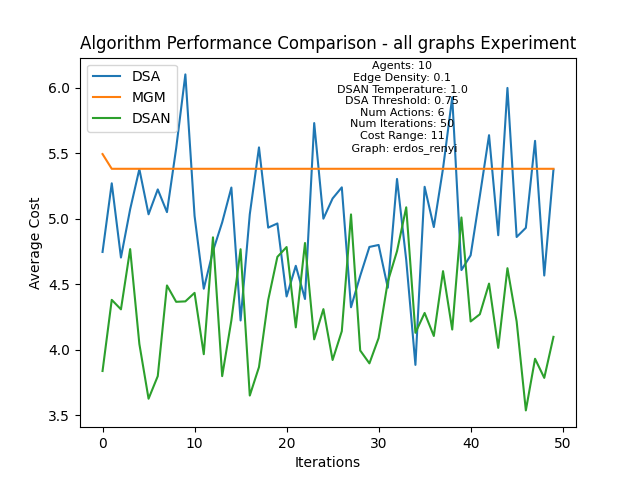 Algorithm Performance Comparison - all graphs Experiment
DSA
MGM
DSAN
Agents: 10
Edge Density: 0.1
DSAN Temperature: 1.0
DSA Threshold: 0.75
Num Actions: 6
Num Iterations: 50
Cost Range: 11
Graph: erdos_renyi
Average Cost
6.0
5.5
5.0
4.5
4.0
3.5
0
10
20
30
40
50
Iterations